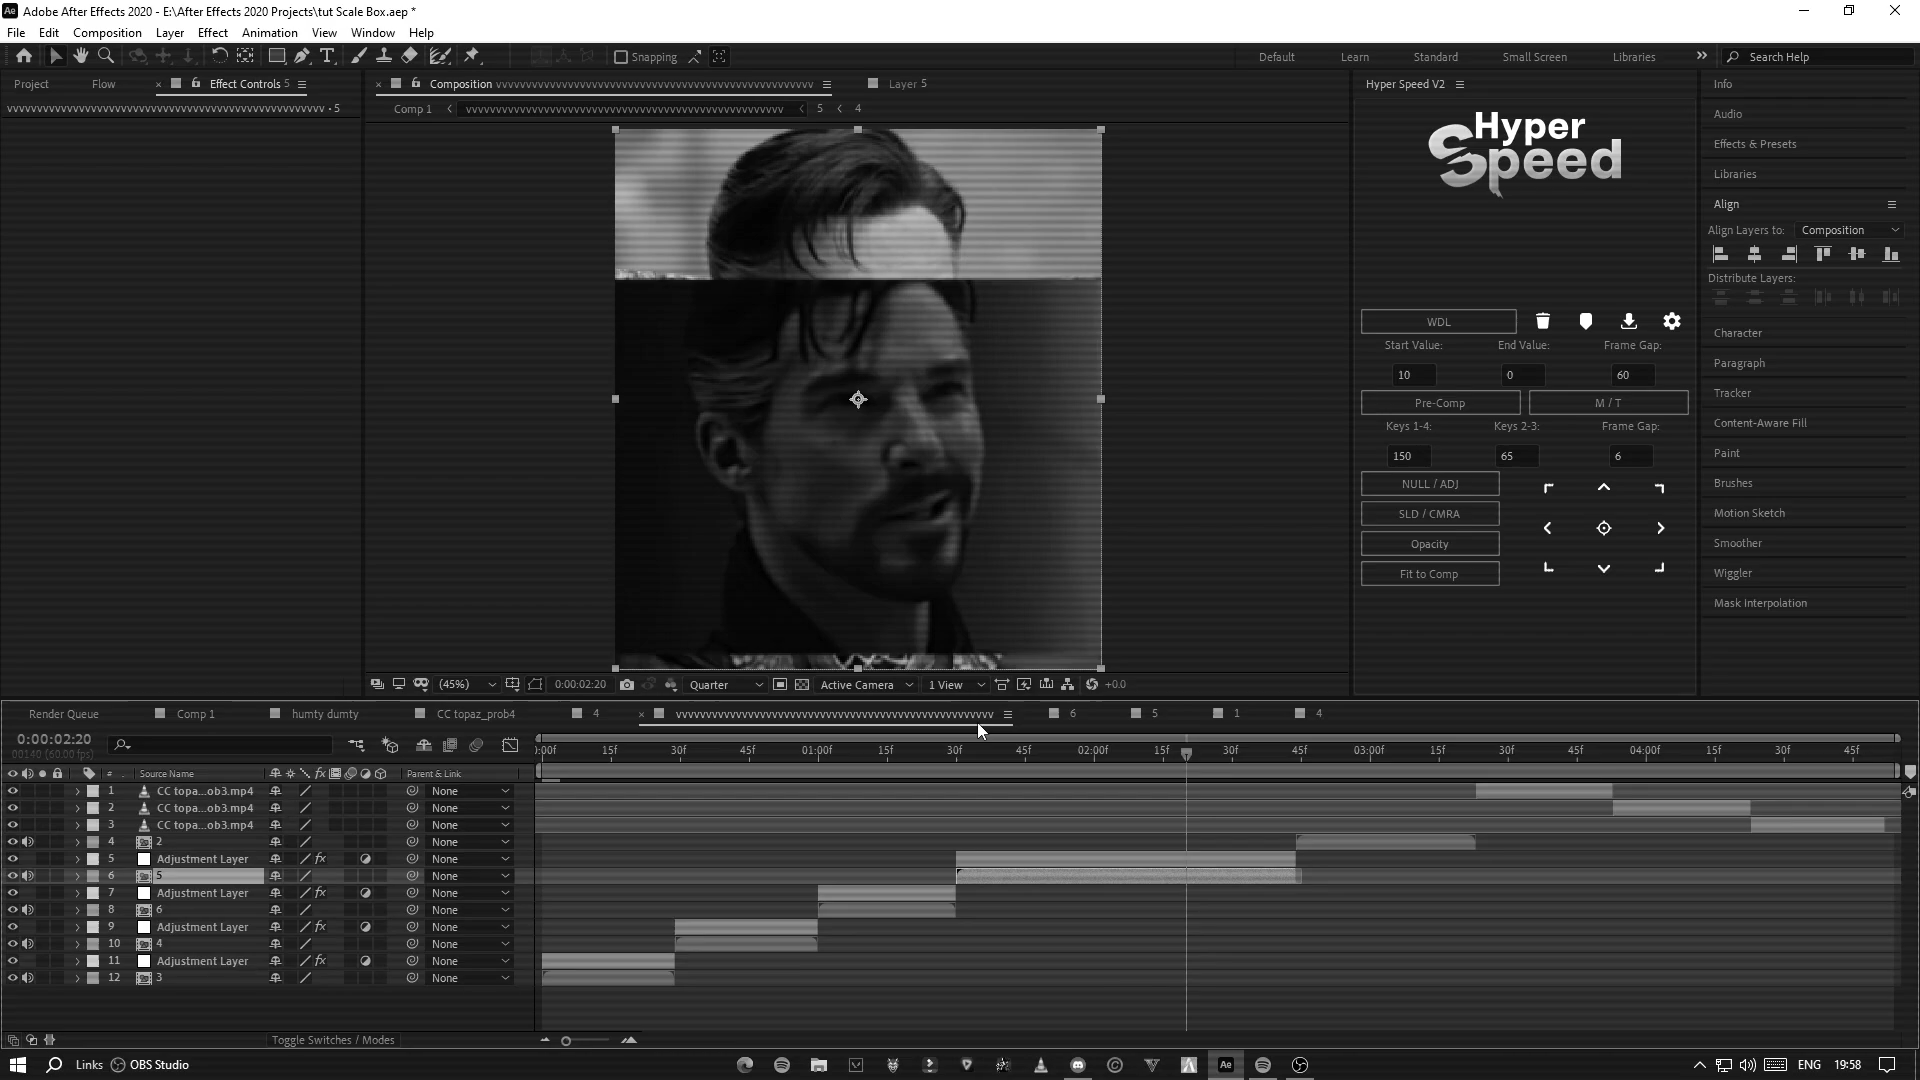 Adobe After Effects 2020 - E:\After Effects 2020 Projects\tut Scale Box.aep *
File Edit Composition Layer Effect Animation View Window Help
Snapping Default Learn Standard Small Screen Libraries Search Help
Project Flow Effect Controls 5 Composition Layer 5 Hyper Speed V2 Info
Comp 1 5 4
Hyper
Speed
Audio
Effects & Presets
Libraries
Align
Align Layers to: Composition
Distribute Layers:
WDL
Start Value: End Value: Frame Gap:
10 0 60
Pre-Comp M / T
Keys 1-4: Keys 2-3: Frame Gap:
150 65 6
NULL / ADJ
SLD / CMRA
Opacity
Fit to Comp
Character
Paragraph
Tracker
Content-Aware Fill
Paint
Brushes
Motion Sketch
Smoother
Wiggler
Mask Interpolation
(45%) 0:00:02:20 Quarter Active Camera 1 View +0.0
Render Queue Comp 1 humty dumty CC topaz_prob4 4 6 5 1 4
0:00:02:20
00140 (60.00 fps)
:00f 15f 30f 45f 01:00f 15f 30f 45f 02:00f 15f 30f 45f 03:00f 15f 30f 45f 04:00f 15f 30f 45f
# Source Name fx Parent & Link
1 CC topa...ob3.mp4 None
2 CC topa...ob3.mp4 None
3 CC topa...ob3.mp4 None
4 2 None
5 Adjustment Layer fx None
6 5 None
7 Adjustment Layer fx None
8 6 None
9 Adjustment Layer fx None
10 4 None
11 Adjustment Layer fx None
12 3 None
Toggle Switches / Modes
Links OBS Studio Ae ENG 19:58